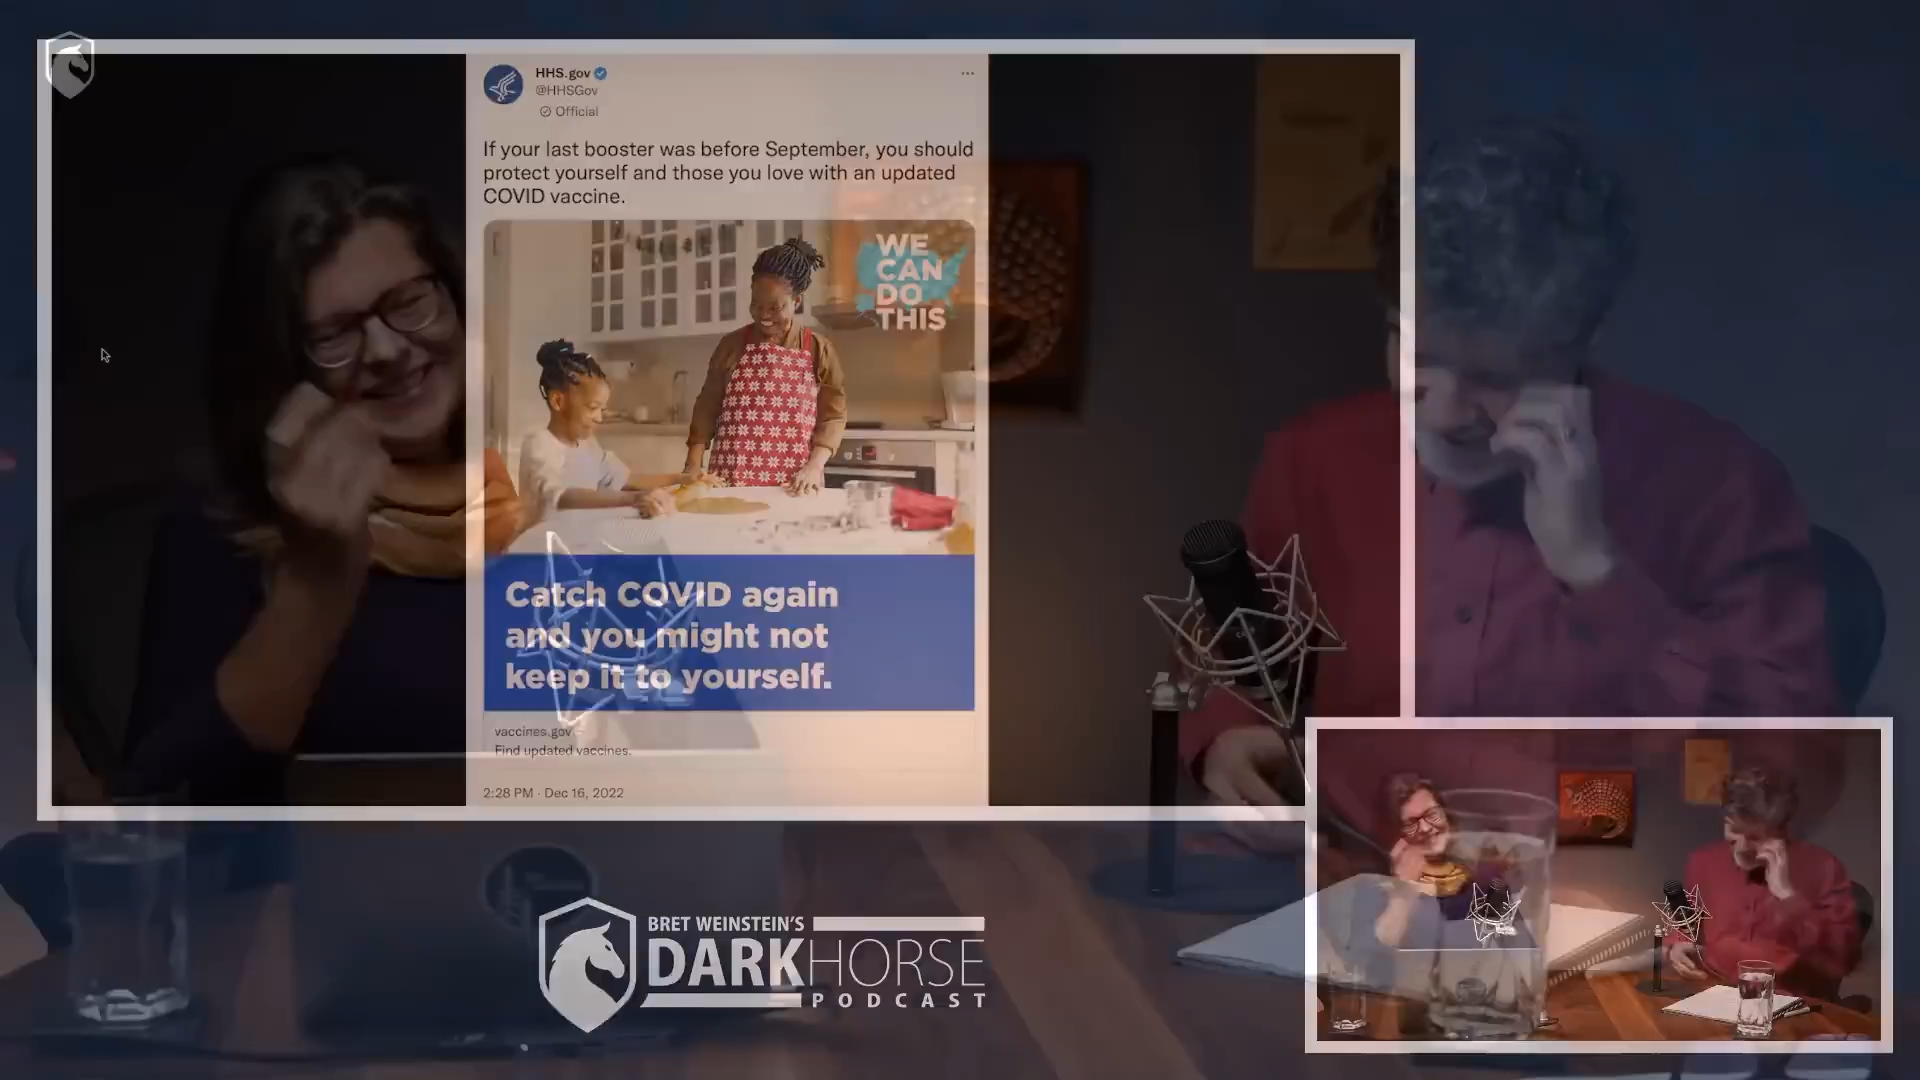 HHS.gov
@HHSGov
Official
If your last booster was before September, you should
protect yourself and those you love with an updated
COVID vaccine.
WE
CAN
DO
THIS
Catch COVID again
and you might not
keep it to yourself.
vaccines.gov
Find updated vaccines.
2:28 PM · Dec 16, 2022
BRET WEINSTEIN'S
DARKHORSE
PODCAST